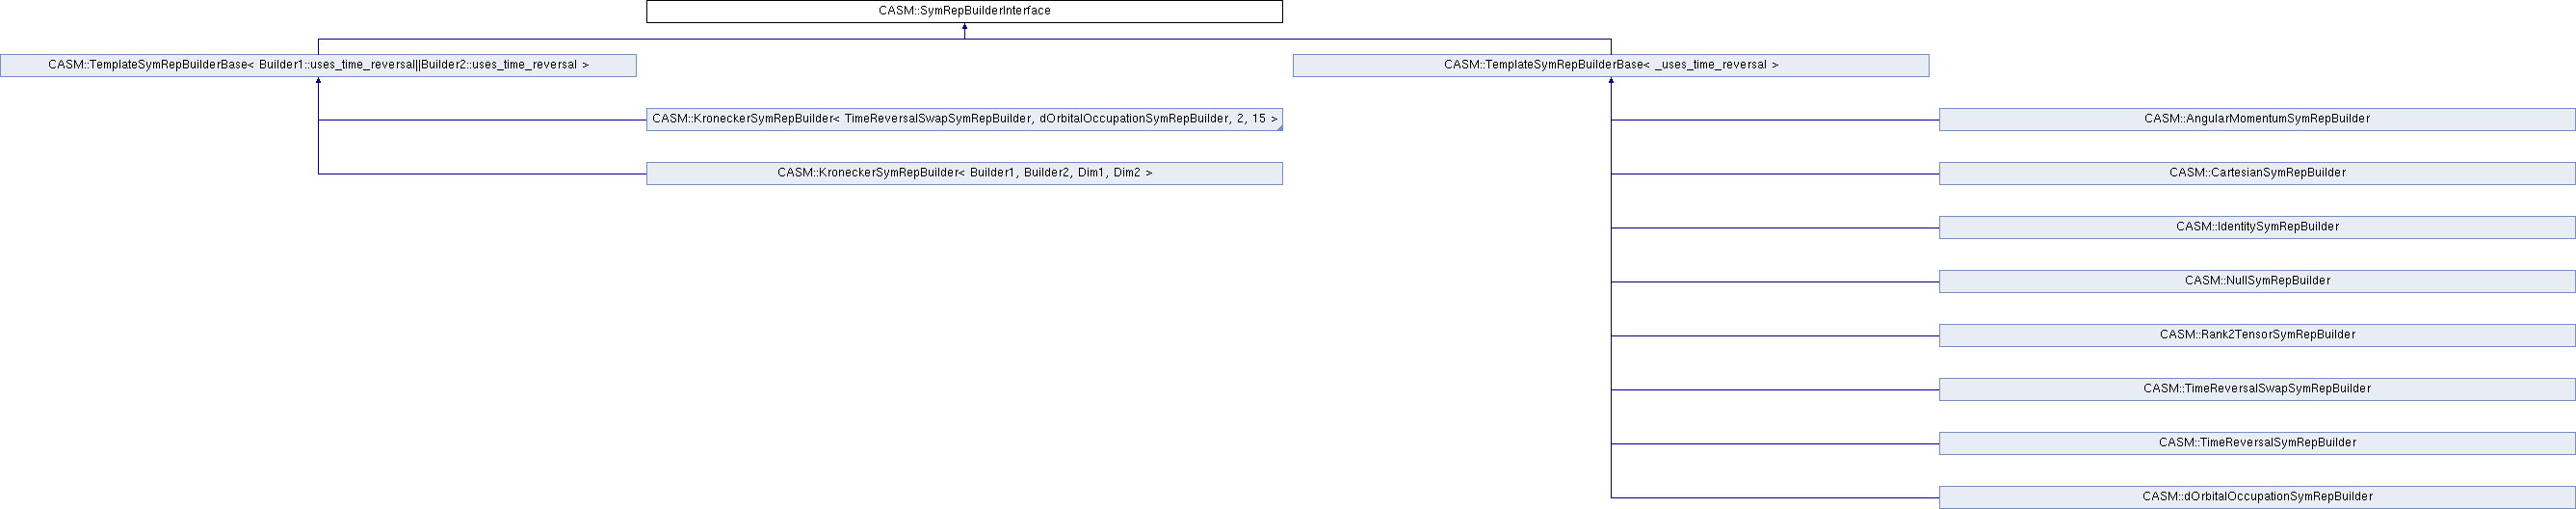 CASM::SymRepBuilderInterface
CASM::TemplateSymRepBuilderBase< Builder1::uses_time_reversal||Builder2::uses_time_reversal >
CASM::TemplateSymRepBuilderBase< _uses_time_reversal >
CASM::KroneckerSymRepBuilder< TimeReversalSwapSymRepBuilder, dOrbitalOccupationSymRepBuilder, 2, 15 >
CASM::AngularMomentumSymRepBuilder
CASM::KroneckerSymRepBuilder< Builder1, Builder2, Dim1, Dim2 >
CASM::CartesianSymRepBuilder
CASM::IdentitySymRepBuilder
CASM::NullSymRepBuilder
CASM::Rank2TensorSymRepBuilder
CASM::TimeReversalSwapSymRepBuilder
CASM::TimeReversalSymRepBuilder
CASM::dOrbitalOccupationSymRepBuilder